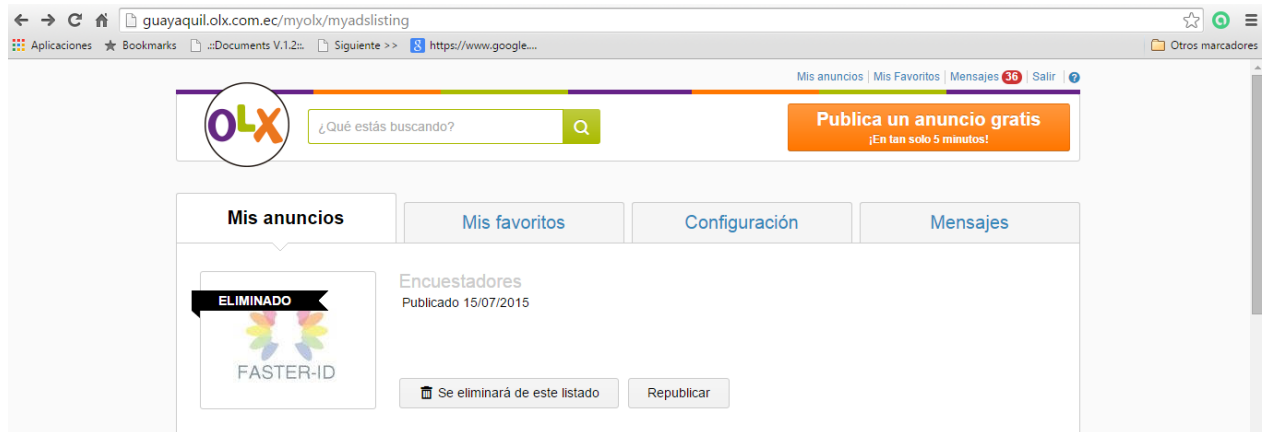 guayaquil.olx.com.ec/myolx/myadslisting
Aplicaciones Bookmarks .::Documents V.1.2::. Siguiente >> https://www.google....
Otros marcadores
Mis anuncios | Mis Favoritos | Mensajes 36 | Salir | ?
OLX
¿Qué estás buscando?
Publica un anuncio gratis
¡En tan solo 5 minutos!
Mis anuncios
Mis favoritos
Configuración
Mensajes
ELIMINADO
FASTER-ID
Encuestadores
Publicado 15/07/2015
Se eliminará de este listado
Republicar